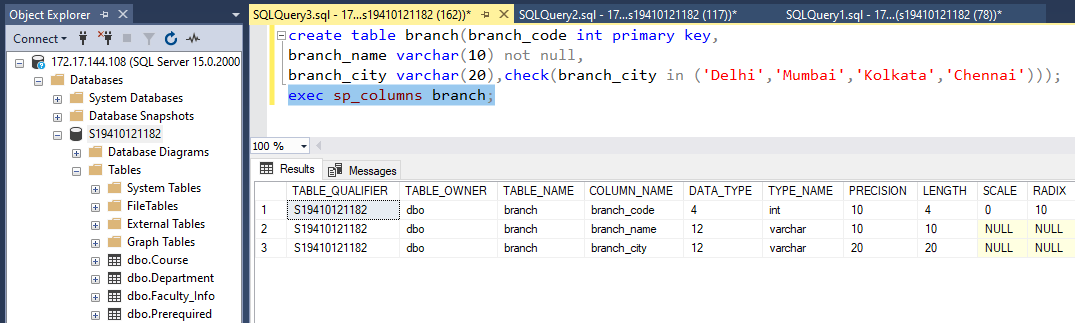 Object Explorer
Connect
172.17.144.108 (SQL Server 15.0.2000
Databases
System Databases
Database Snapshots
S19410121182
Database Diagrams
Tables
System Tables
FileTables
External Tables
Graph Tables
dbo.Course
dbo.Department
dbo.Faculty_Info
dbo.Prerequired
SQLQuery3.sql - 17...s19410121182 (162))* SQLQuery2.sql - 17...s19410121182 (117))* SQLQuery1.sql - 17...(s19410121182 (78))*
create table branch(branch_code int primary key,
branch_name varchar(10) not null,
branch_city varchar(20),check(branch_city in ('Delhi','Mumbai','Kolkata','Chennai')));
exec sp_columns branch;
100 %
Results Messages
TABLE_QUALIFIER TABLE_OWNER TABLE_NAME COLUMN_NAME DATA_TYPE TYPE_NAME PRECISION LENGTH SCALE RADIX
1 S19410121182 dbo branch branch_code 4 int 10 4 0 10
2 S19410121182 dbo branch branch_name 12 varchar 10 10 NULL NULL
3 S19410121182 dbo branch branch_city 12 varchar 20 20 NULL NULL